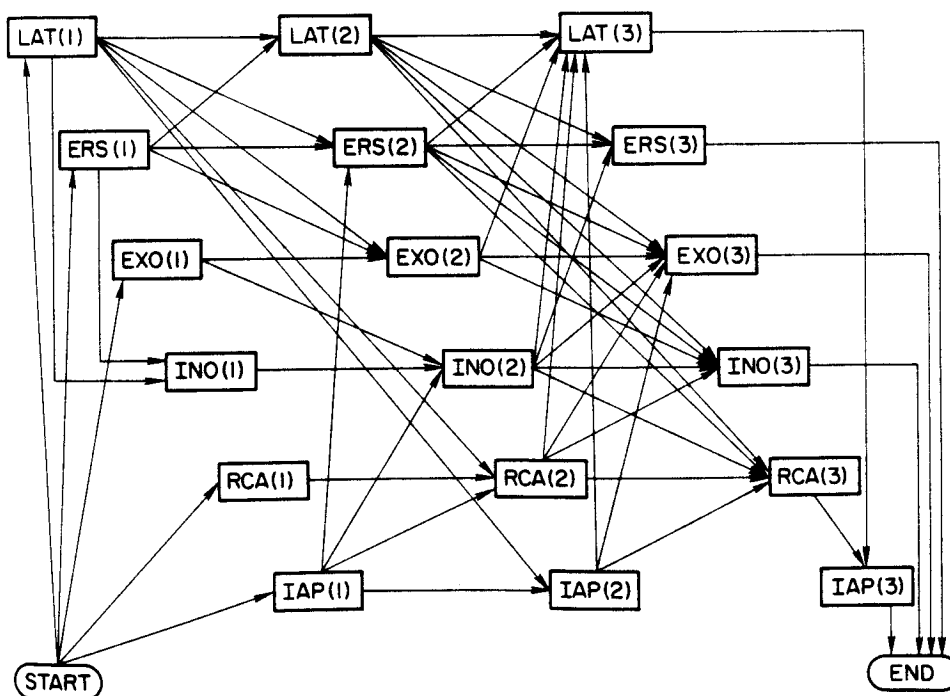 LAT(1)
LAT(2)
LAT(3)
ERS(1)
ERS(2)
ERS(3)
EXO(1)
EXO(2)
EXO(3)
INO(1)
INO(2)
INO(3)
RCA(1)
RCA(2)
RCA(3)
IAP(1)
IAP(2)
IAP(3)
START
END